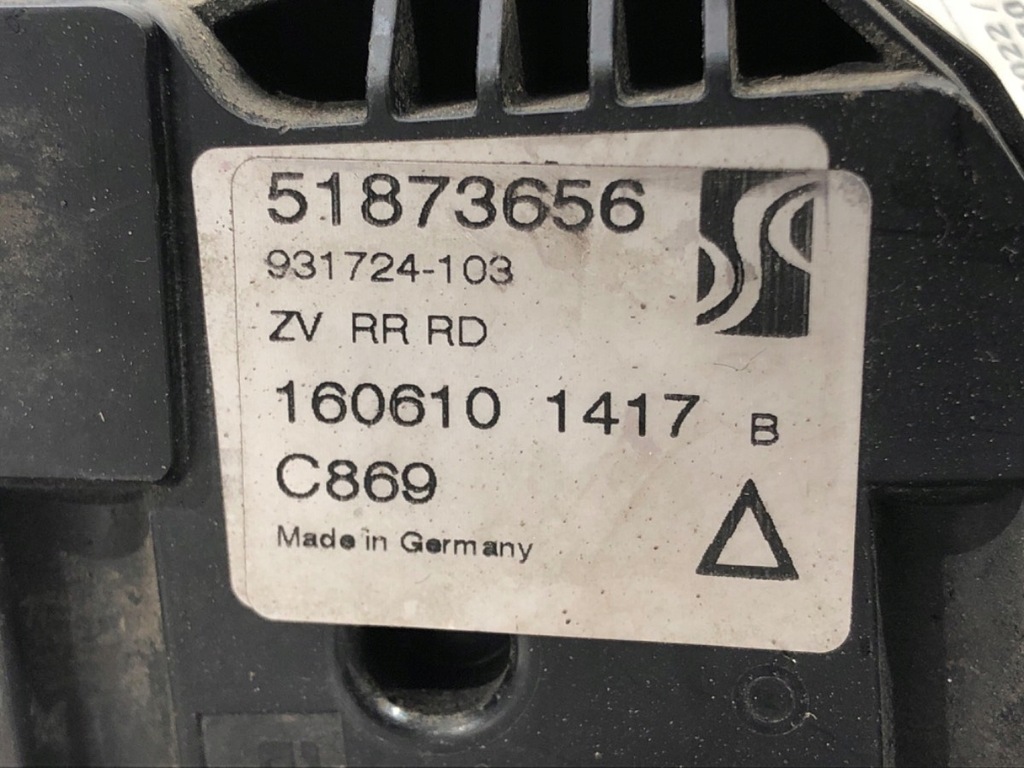 51873656
931724-103
ZV RR RD
160610 1417 B
C869
Made in Germany